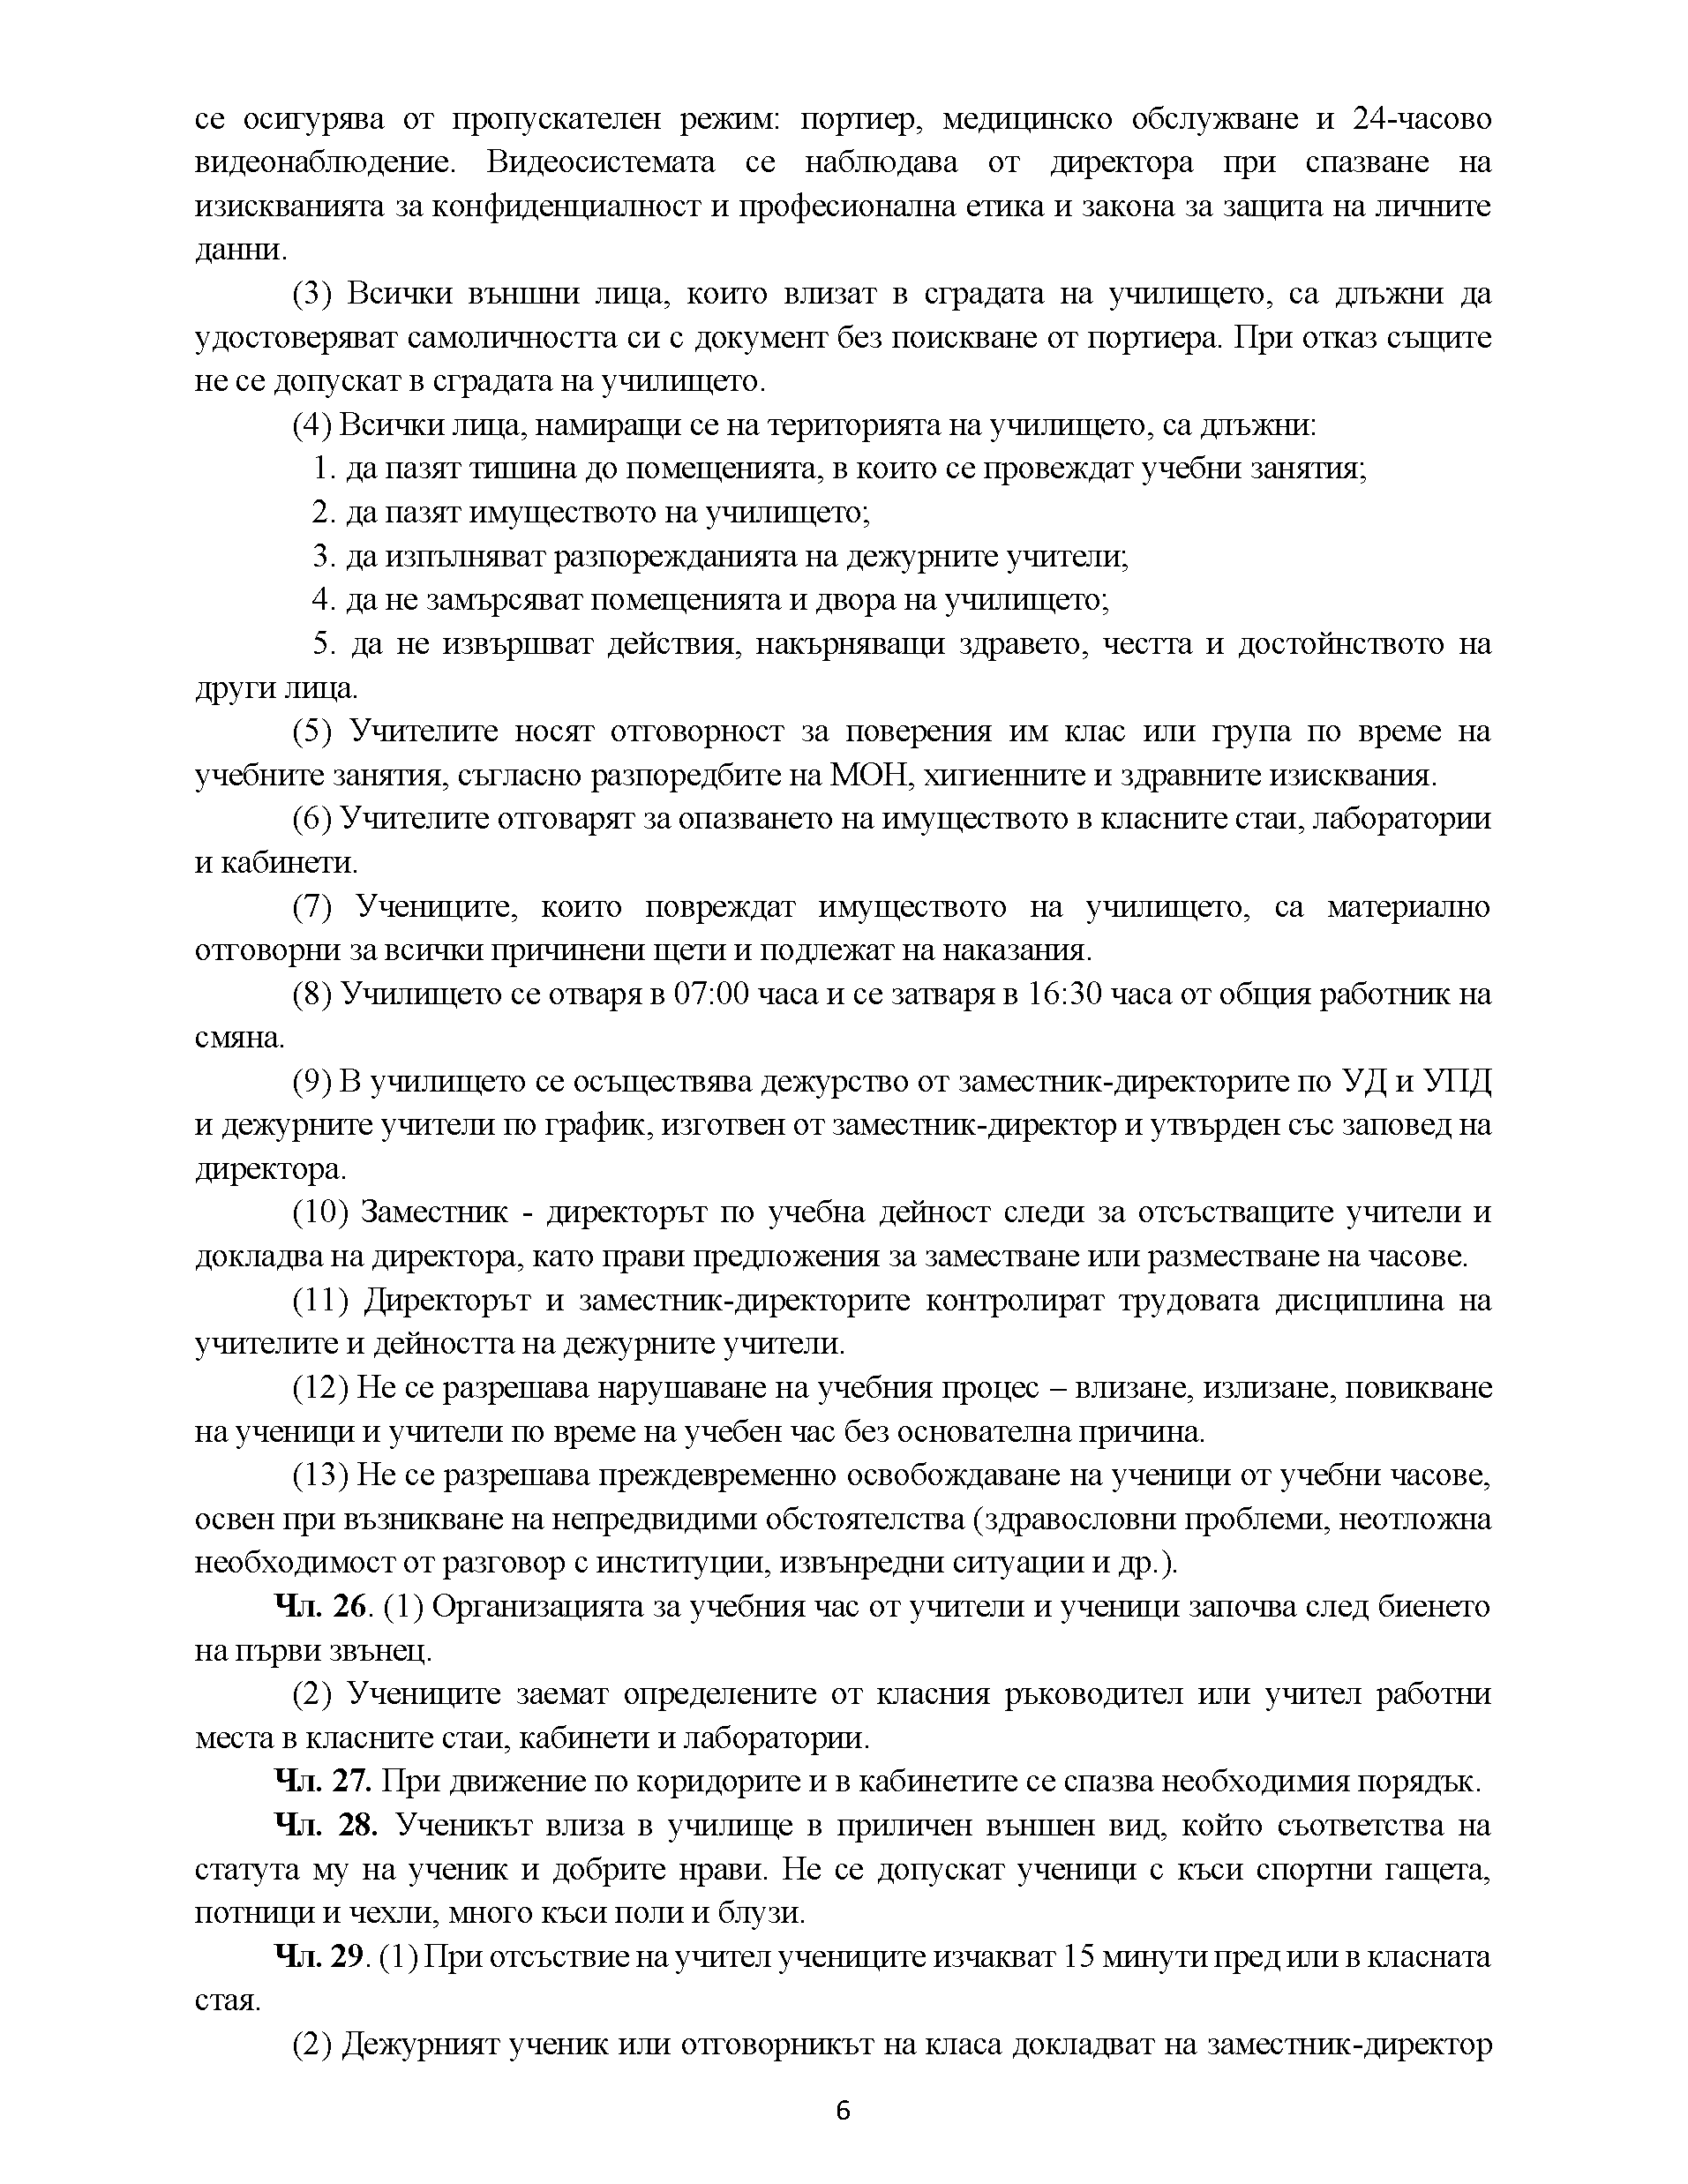 се осигурява от пропускателен режим: портиер, медицинско обслужване и 24-часово
видеонаблюдение. Видеосистемата се наблюдава от директора при спазване на
изискванията за конфиденциалност и професионална етика и закона за защита на личните
данни.
(3) Всички външни лица, които влизат в сградата на училището, са длъжни да
удостоверяват самоличността си с документ без поискване от портиера. При отказ същите
не се допускат в сградата на училището.
(4) Всички лица, намиращи се на територията на училището, са длъжни:
1. да пазят тишина до помещенията, в които се провеждат учебни занятия;
2. да пазят имуществото на училището;
3. да изпълняват разпорежданията на дежурните учители;
4. да не замърсяват помещенията и двора на училището;
5. да не извършват действия, накърняващи здравето, честта и достойнството на
други лица.
(5) Учителите носят отговорност за поверения им клас или група по време на
учебните занятия, съгласно разпоредбите на МОН, хигиенните и здравните изисквания.
(6) Учителите отговарят за опазването на имуществото в класните стаи, лаборатории
и кабинети.
(7) Учениците, които повреждат имуществото на училището, са материално
отговорни за всички причинени щети и подлежат на наказания.
(8) Училището се отваря в 07:00 часа и се затваря в 16:30 часа от общия работник на
смяна.
(9) В училището се осъществява дежурство от заместник-директорите по УД и УПД
и дежурните учители по график, изготвен от заместник-директор и утвърден със заповед на
директора.
(10) Заместник - директорът по учебна дейност следи за отсъстващите учители и
докладва на директора, като прави предложения за заместване или разместване на часове.
(11) Директорът и заместник-директорите контролират трудовата дисциплина на
учителите и дейността на дежурните учители.
(12) Не се разрешава нарушаване на учебния процес – влизане, излизане, повикване
на ученици и учители по време на учебен час без основателна причина.
(13) Не се разрешава преждевременно освобождаване на ученици от учебни часове,
освен при възникване на непредвидими обстоятелства (здравословни проблеми, неотложна
необходимост от разговор с институции, извънредни ситуации и др.).
Чл. 26. (1) Организацията за учебния час от учители и ученици започва след биенето
на първи звънец.
(2) Учениците заемат определените от класния ръководител или учител работни
места в класните стаи, кабинети и лаборатории.
Чл. 27. При движение по коридорите и в кабинетите се спазва необходимия порядък.
Чл. 28. Ученикът влиза в училище в приличен външен вид, който съответства на
статута му на ученик и добрите нрави. Не се допускат ученици с къси спортни гащета,
потници и чехли, много къси поли и блузи.
Чл. 29. (1) При отсъствие на учител учениците изчакват 15 минути пред или в класната
стая.
(2) Дежурният ученик или отговорникът на класа докладват на заместник-директор
6